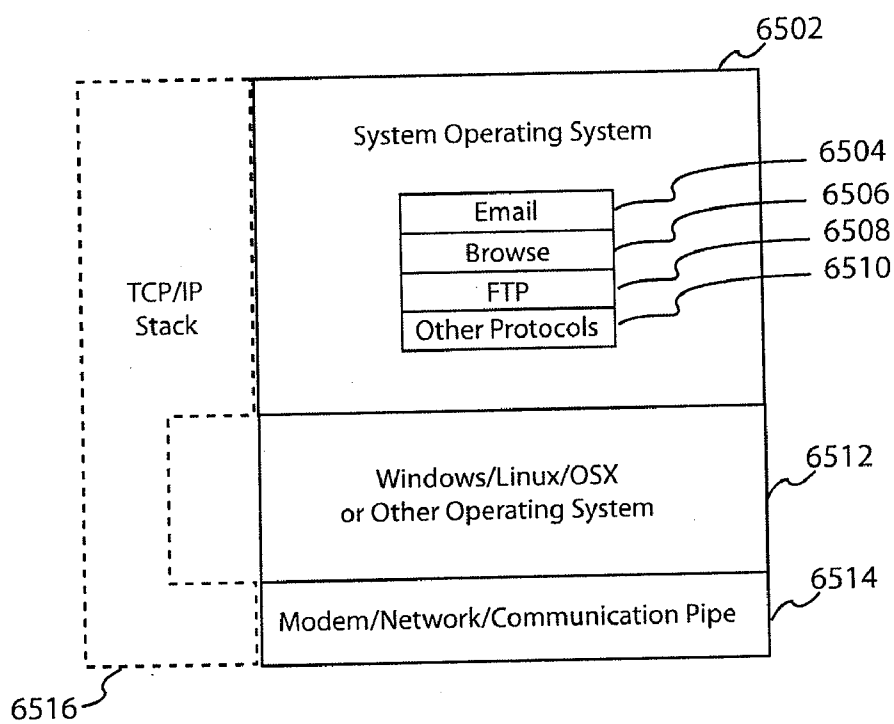 6502
System Operating System
6504
Email
6506
Browse
6508
FTP
6510
Other Protocols
TCP/IP
Stack
6512
Windows/Linux/OSX
or Other Operating System
6514
Modem/Network/Communication Pipe
6516